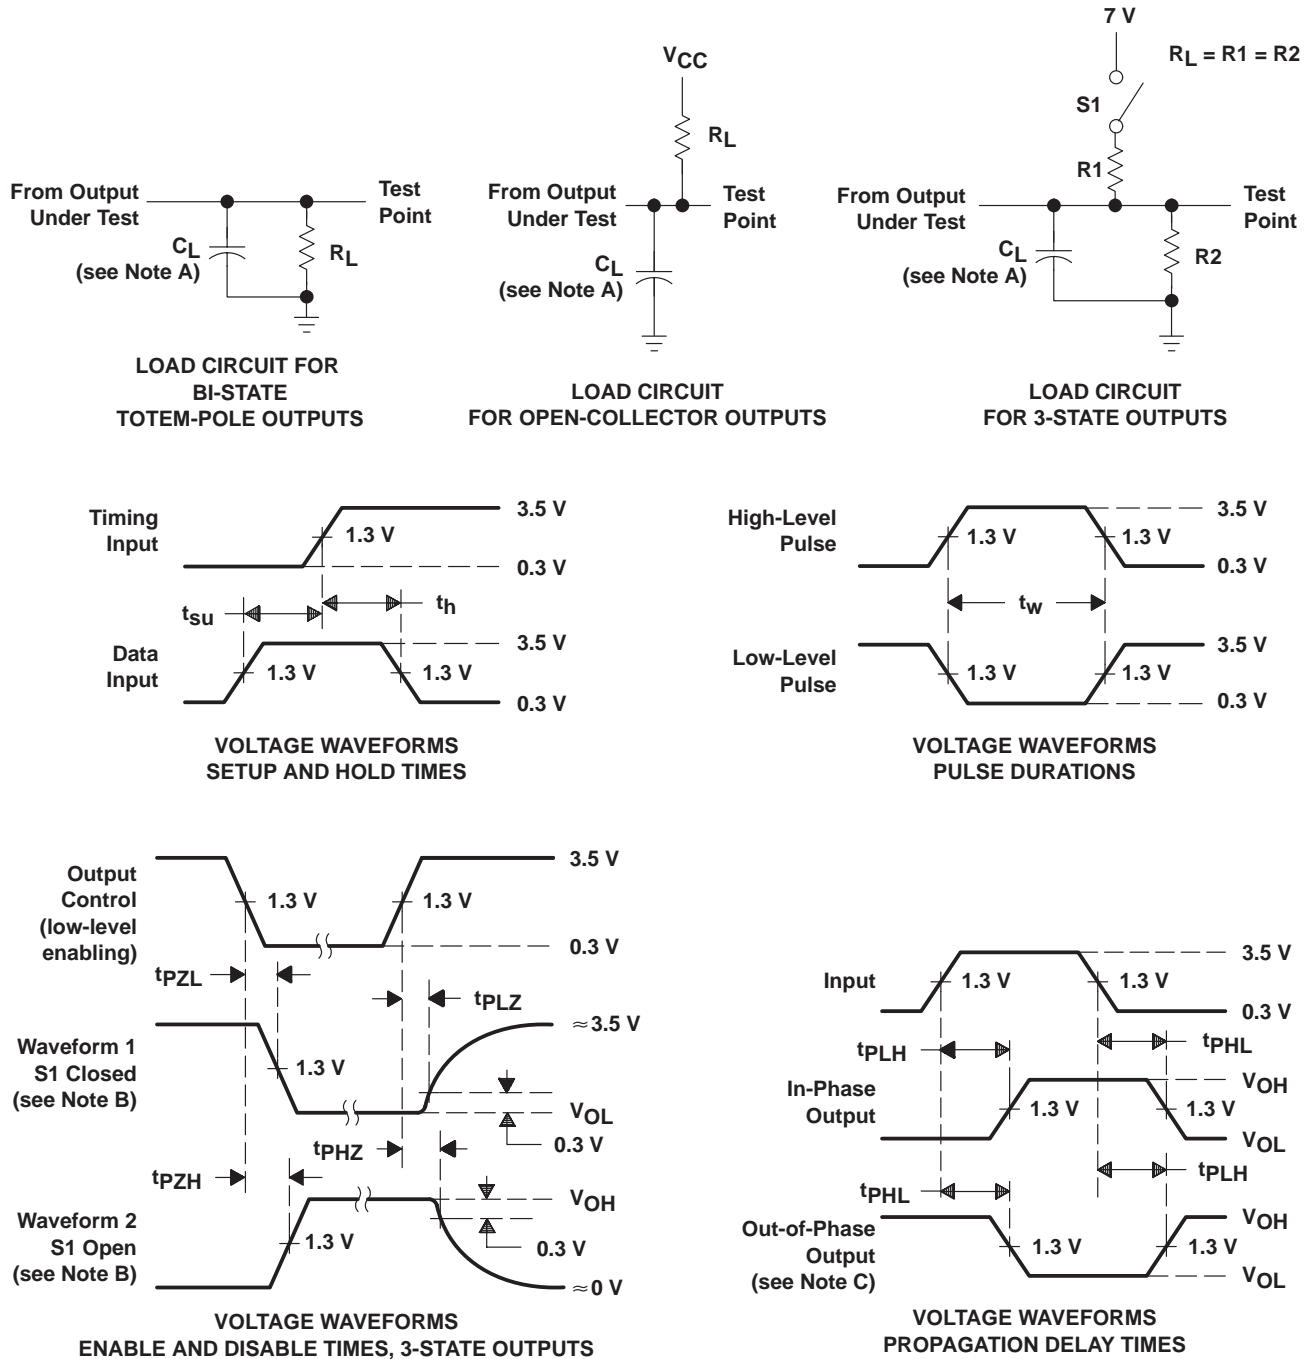 From Output
Under Test
Test
Point
CL
(see Note A)
RL
LOAD CIRCUIT FOR
BI-STATE
TOTEM-POLE OUTPUTS
VCC
RL
From Output
Under Test
Test
Point
CL
(see Note A)
LOAD CIRCUIT
FOR OPEN-COLLECTOR OUTPUTS
7 V
RL = R1 = R2
S1
R1
From Output
Under Test
Test
Point
CL
(see Note A)
R2
LOAD CIRCUIT
FOR 3-STATE OUTPUTS
Timing
Input
1.3 V
3.5 V
0.3 V
tsu
th
Data
Input
1.3 V
1.3 V
3.5 V
0.3 V
VOLTAGE WAVEFORMS
SETUP AND HOLD TIMES
High-Level
Pulse
1.3 V
1.3 V
3.5 V
0.3 V
tw
Low-Level
Pulse
1.3 V
1.3 V
3.5 V
0.3 V
VOLTAGE WAVEFORMS
PULSE DURATIONS
Output
Control
(low-level
enabling)
1.3 V
1.3 V
3.5 V
0.3 V
tPZL
tPLZ
Waveform 1
S1 Closed
(see Note B)
1.3 V
≈3.5 V
VOL
0.3 V
tPHZ
tPZH
Waveform 2
S1 Open
(see Note B)
1.3 V
VOH
0.3 V
≈0 V
VOLTAGE WAVEFORMS
ENABLE AND DISABLE TIMES, 3-STATE OUTPUTS
Input
1.3 V
1.3 V
3.5 V
0.3 V
tPLH
tPHL
In-Phase
Output
1.3 V
1.3 V
VOH
VOL
tPHL
tPLH
Out-of-Phase
Output
(see Note C)
1.3 V
1.3 V
VOH
VOL
VOLTAGE WAVEFORMS
PROPAGATION DELAY TIMES